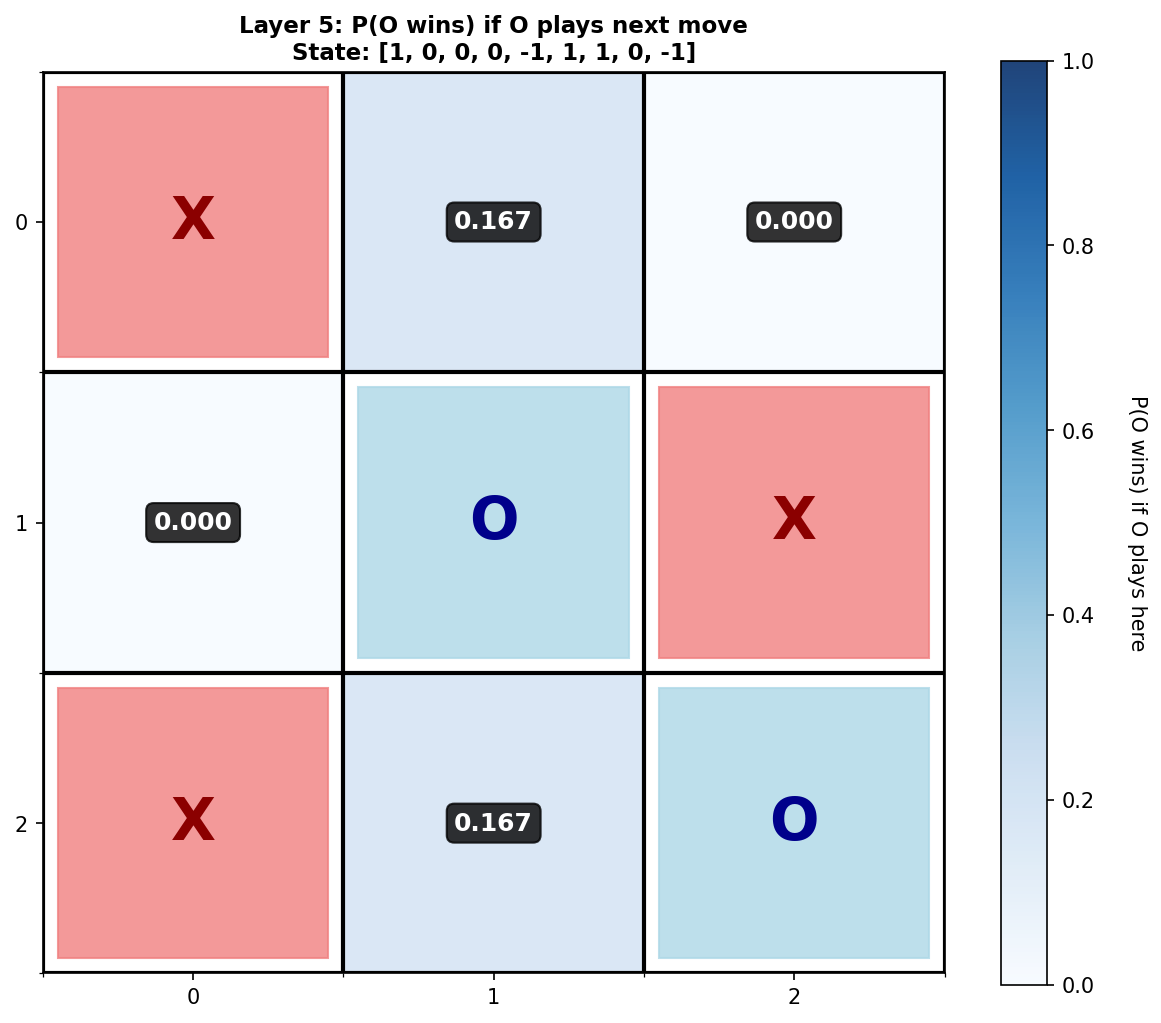 Layer 5: P(O wins) if O plays next move
State: [1, 0, 0, 0, -1, 1, 1, 0, -1]
X
0.167
0.000
0.000
O
X
X
0.167
O
0
1
2
0
1
2
1.0
0.8
0.6
0.4
0.2
0.0
P(O wins) if O plays here